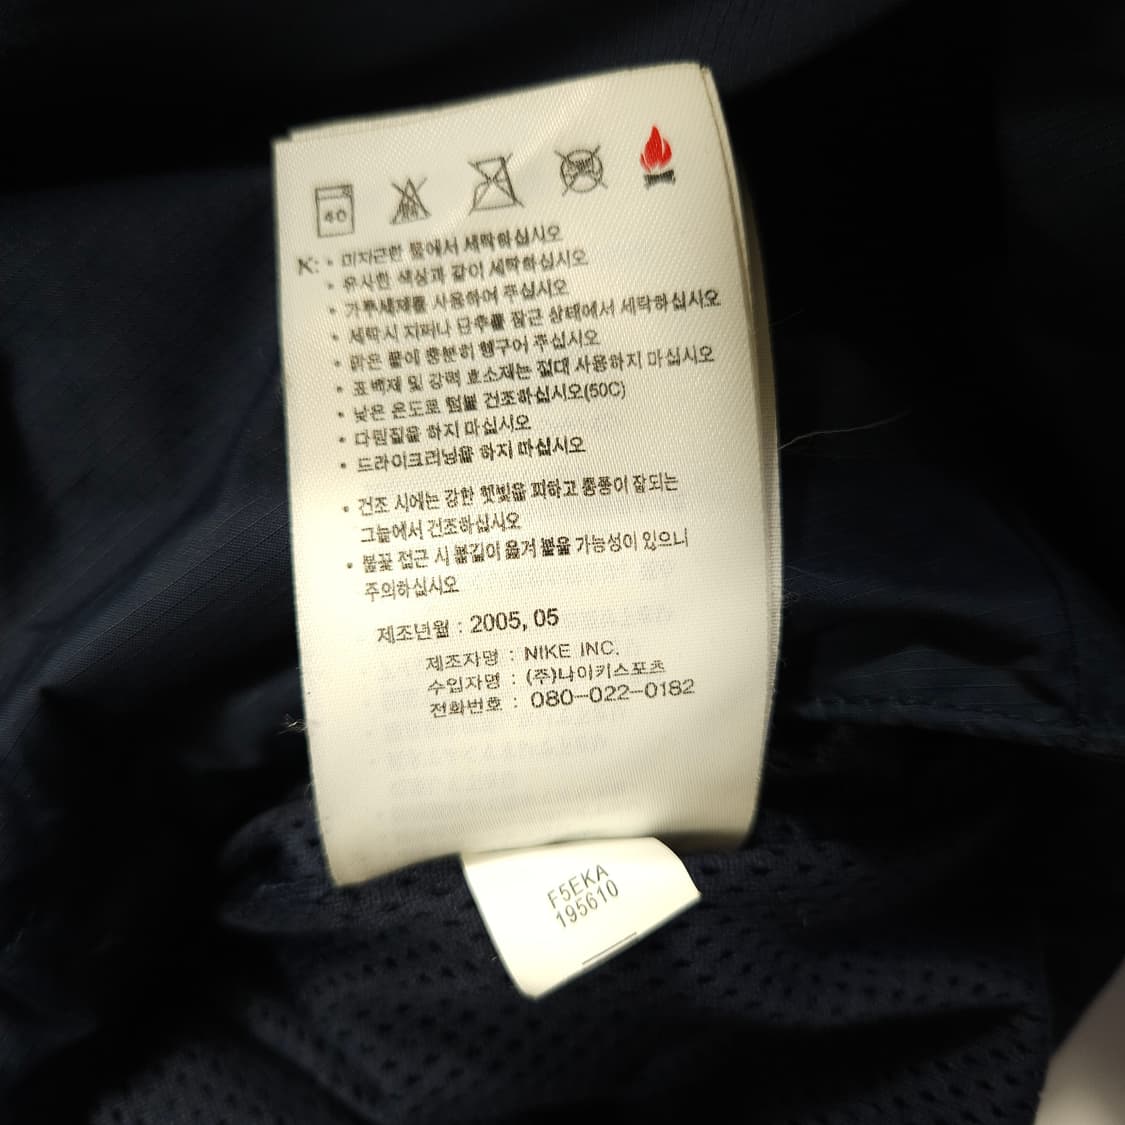 40
K: • 미지근한 물에서 세탁하십시오
• 유사한 색상과 같이 세탁하십시오
• 가루세제를 사용하여 주십시오
• 세탁시 지퍼나 단추를 잠근 상태에서 세탁하십시오
• 맑은 물에 충분히 헹구어 주십시오
• 표백제 및 강력 효소제는 절대 사용하지 마십시오
• 낮은 온도로 텀블 건조하십시오(50C)
• 다림질을 하지 마십시오
• 드라이크리닝을 하지 마십시오
• 건조 시에는 강한 햇빛을 피하고 통풍이 잘되는
그늘에서 건조하십시오
• 불꽃 접근 시 불길이 옮겨 붙을 가능성이 있으니
주의하십시오
제조년월 : 2005, 05
제조자명 : NIKE INC.
수입자명 : (주)나이키스포츠
전화번호 : 080-022-0182
F5EKA
195610